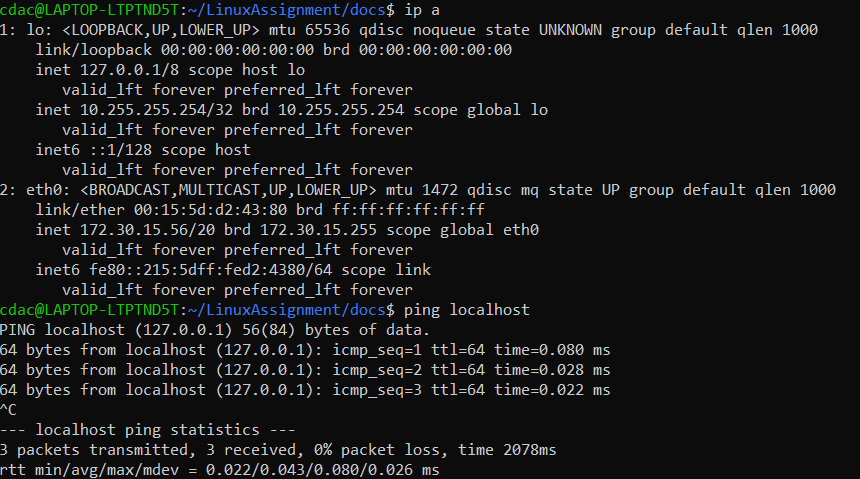 cdac@LAPTOP-LTPTND5T:~/LinuxAssignment/docs$ ip a
1: lo: <LOOPBACK,UP,LOWER_UP> mtu 65536 qdisc noqueue state UNKNOWN group default qlen 1000
    link/loopback 00:00:00:00:00:00 brd 00:00:00:00:00:00
    inet 127.0.0.1/8 scope host lo
       valid_lft forever preferred_lft forever
    inet 10.255.255.254/32 brd 10.255.255.254 scope global lo
       valid_lft forever preferred_lft forever
    inet6 ::1/128 scope host
       valid_lft forever preferred_lft forever
2: eth0: <BROADCAST,MULTICAST,UP,LOWER_UP> mtu 1472 qdisc mq state UP group default qlen 1000
    link/ether 00:15:5d:d2:43:80 brd ff:ff:ff:ff:ff:ff
    inet 172.30.15.56/20 brd 172.30.15.255 scope global eth0
       valid_lft forever preferred_lft forever
    inet6 fe80::215:5dff:fed2:4380/64 scope link
       valid_lft forever preferred_lft forever
cdac@LAPTOP-LTPTND5T:~/LinuxAssignment/docs$ ping localhost
PING localhost (127.0.0.1) 56(84) bytes of data.
64 bytes from localhost (127.0.0.1): icmp_seq=1 ttl=64 time=0.080 ms
64 bytes from localhost (127.0.0.1): icmp_seq=2 ttl=64 time=0.028 ms
64 bytes from localhost (127.0.0.1): icmp_seq=3 ttl=64 time=0.022 ms
^C
--- localhost ping statistics ---
3 packets transmitted, 3 received, 0% packet loss, time 2078ms
rtt min/avg/max/mdev = 0.022/0.043/0.080/0.026 ms